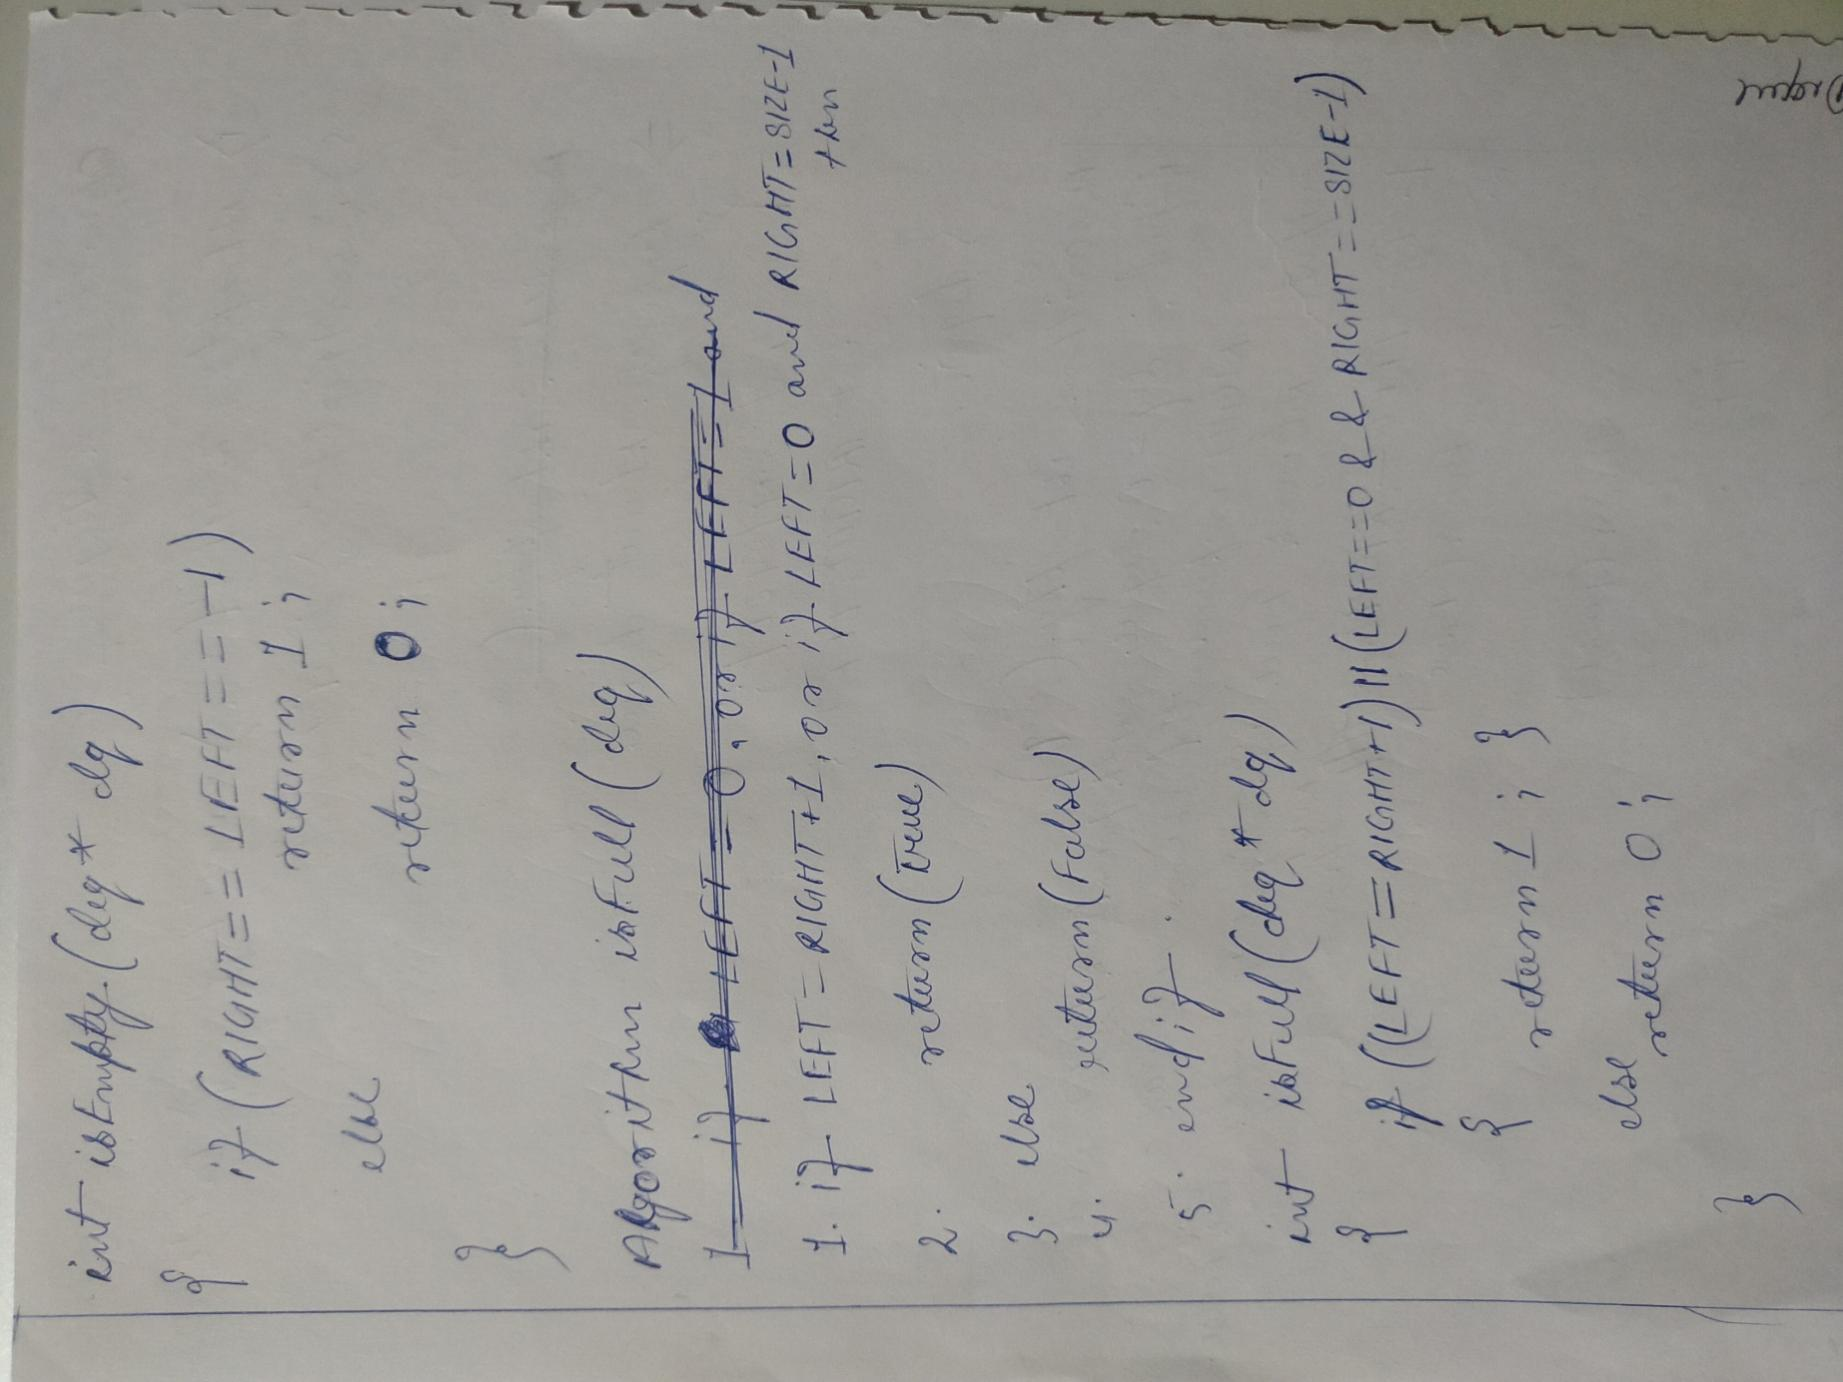 int isEmpty (deq * dq)
{
if (RIGHT == LEFT == -1)
return 1 ;
else
return 0 ;
}
Algorithm isFull (deq)
1 if LEFT = 0, or if LEFT = 1 and
1. if LEFT = RIGHT+1, or if LEFT = 0 and RIGHT = SIZE-1
then
2. return (true)
3. else
4. return (False)
5. endif.
int isFull (deq * dq)
{
if ((LEFT = RIGHT+1) || (LEFT == 0 && RIGHT == SIZE-1)
{
return 1 ; }
else
return 0 ;
}